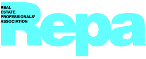 REAL
ESTATE
PROFESSIONALS'
ASSOCIATION
Repa